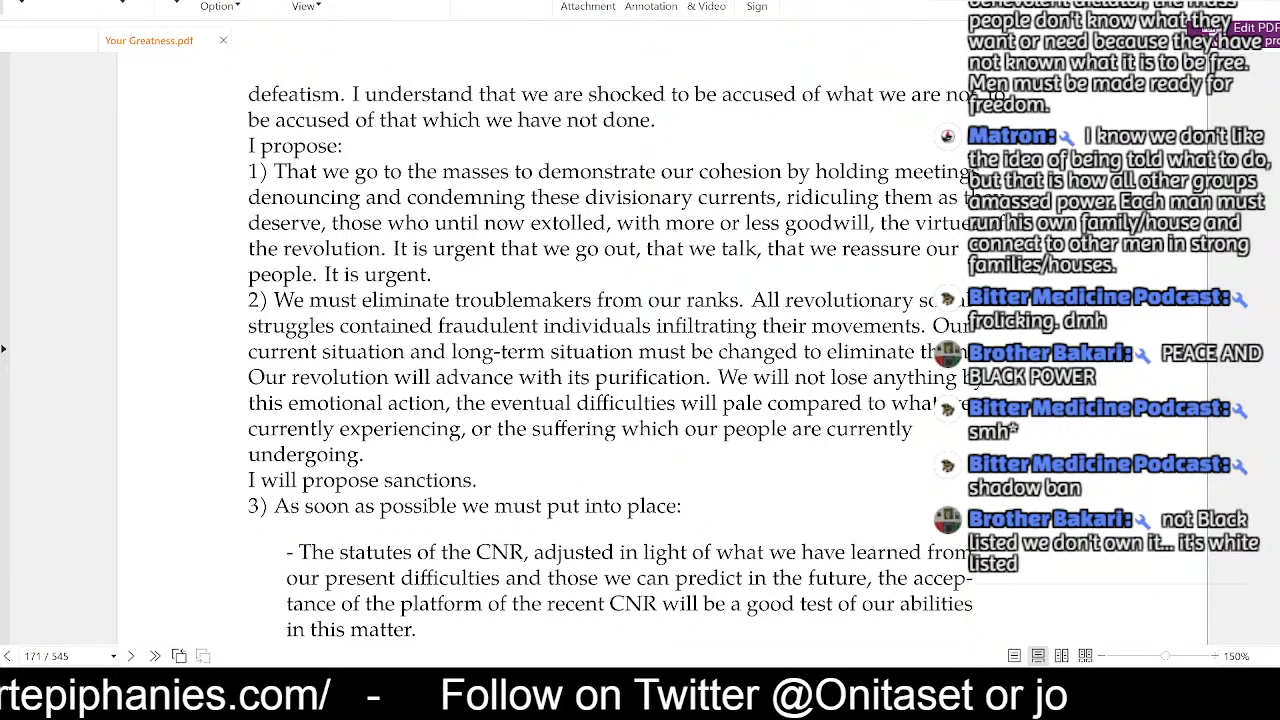 Option
View
Attachment
Annotation
& Video
Sign
Edit PDF
Your Greatness.pdf
defeatism. I understand that we are shocked to be accused of what we are not, to
be accused of that which we have not done.
I propose:
1) That we go to the masses to demonstrate our cohesion by holding meetings
denouncing and condemning these divisionary currents, ridiculing them as they
deserve, those who until now extolled, with more or less goodwill, the virtues of
the revolution. It is urgent that we go out, that we talk, that we reassure our
people. It is urgent.
2) We must eliminate troublemakers from our ranks. All revolutionary
struggles contained fraudulent individuals infiltrating their movements. Our
current situation and long-term situation must be changed to eliminate
Our revolution will advance with its purification. We will not lose anything
this emotional action, the eventual difficulties will pale compared to
currently experiencing, or the suffering which our people are currently
undergoing.
I will propose sanctions.
3) As soon as possible we must put into place:
- The statutes of the CNR, adjusted in light of what we have learned from
our present difficulties and those we can predict in the future, the accep-
tance of the platform of the recent CNR will be a good test of our abilities
in this matter.
benevolent dictator, the mass
people don't know what they
want or need because they have
not known what it is to be free.
Men must be made ready for
freedom.
Matron: I know we don't like
the idea of being told what to do,
but that is how all other groups
amassed power. Each man must
run his own family/house and
connect to other men in strong
families/houses.
Bitter Medicine Podcast:
frolicking. dmh
Brother Bakari: PEACE AND
BLACK POWER
Bitter Medicine Podcast:
smh*
Bitter Medicine Podcast:
shadow ban
Brother Bakari: not Black
listed we don't own it... it's white
listed
171 / 545
150%
rtepiphanies.com/ - Follow on Twitter @Onitaset or jo